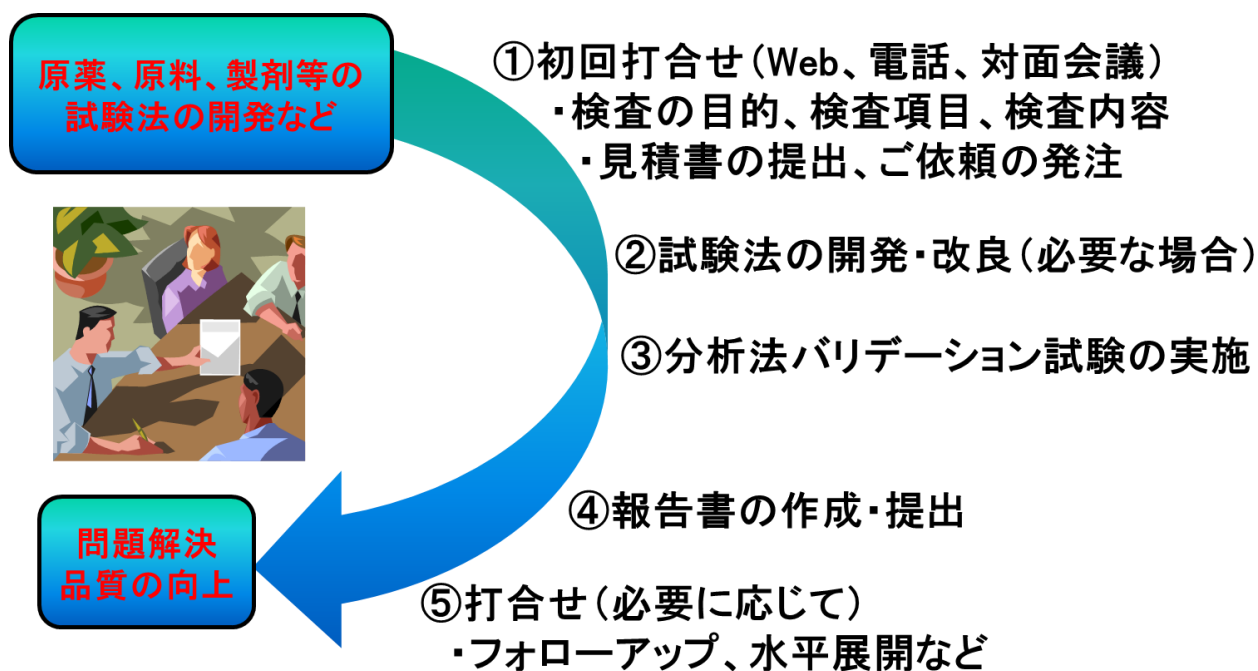 原薬、原料、製剤等の
試験法の開発など
①初回打合せ(Web、電話、対面会議)
・検査の目的、検査項目、検査内容
・見積書の提出、ご依頼の発注
②試験法の開発・改良(必要な場合)
③分析法バリデーション試験の実施
④報告書の作成・提出
問題解決
品質の向上
⑤打合せ(必要に応じて)
・フォローアップ、水平展開など